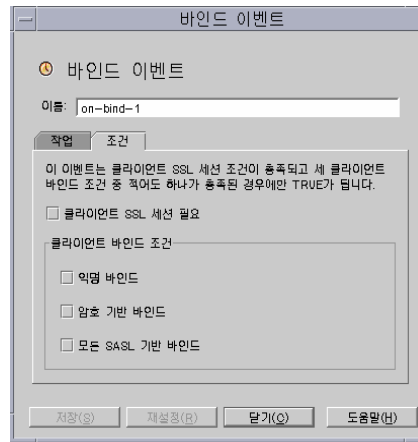 바인드 이벤트
바인드 이벤트
이름: on-bind-1
작업 조건
이 이벤트는 클라이언트 SSL 세션 조건이 충족되고 세 클라이언트
바인드 조건 중 적어도 하나가 충족된 경우에만 TRUE가 됩니다.
클라이언트 SSL 세션 필요
클라이언트 바인드 조건
익명 바인드
암호 기반 바인드
모든 SASL 기반 바인드
저장(S) 재설정(R) 닫기(C) 도움말(H)